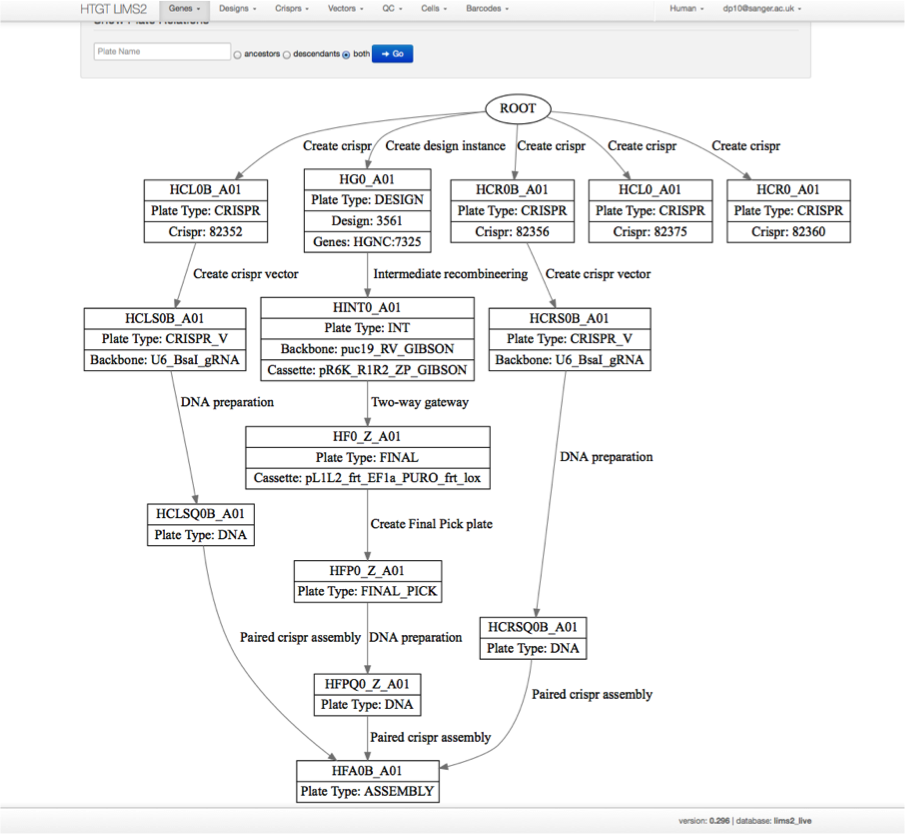 HTGT LIMS2 Genes Designs Crisprs Vectors QC Cells Barcodes Human dp10@sanger.ac.uk
Show Plate Relations
Plate Name ancestors descendants both Go
ROOT
Create crispr Create design instance Create crispr Create crispr Create crispr
HCL0B_A01
Plate Type: CRISPR
Crispr: 82352
HG0_A01
Plate Type: DESIGN
Design: 3561
Genes: HGNC:7325
HCR0B_A01
Plate Type: CRISPR
Crispr: 82356
HCL0_A01
Plate Type: CRISPR
Crispr: 82375
HCR0_A01
Plate Type: CRISPR
Crispr: 82360
Create crispr vector Intermediate recombineering Create crispr vector
HCLS0B_A01
Plate Type: CRISPR_V
Backbone: U6_BsaI_gRNA
HINT0_A01
Plate Type: INT
Backbone: puc19_RV_GIBSON
Cassette: pR6K_R1R2_ZP_GIBSON
HCRS0B_A01
Plate Type: CRISPR_V
Backbone: U6_BsaI_gRNA
DNA preparation Two-way gateway
HF0_Z_A01
Plate Type: FINAL
Cassette: pL1L2_frt_EF1a_PURO_frt_lox
DNA preparation
HCLSQ0B_A01
Plate Type: DNA
Create Final Pick plate
HFP0_Z_A01
Plate Type: FINAL_PICK
Paired crispr assembly DNA preparation
HCRSQ0B_A01
Plate Type: DNA
HFPQ0_Z_A01
Plate Type: DNA
Paired crispr assembly
Paired crispr assembly
HFA0B_A01
Plate Type: ASSEMBLY
version: 0.296 | database: lims2_live